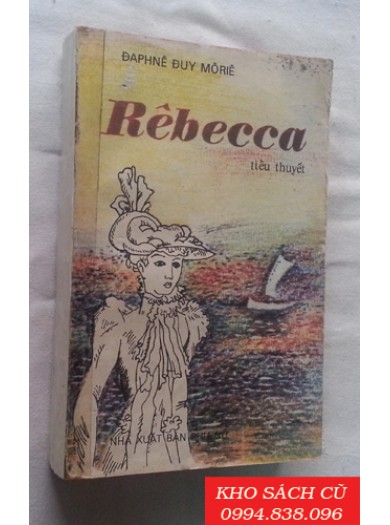 ĐAPHNÊ ĐUY MÔRIÊ
Rêbecca
tiểu thuyết
NHÀ XUẤT BẢN
KHO SÁCH CŨ
0994.838.096